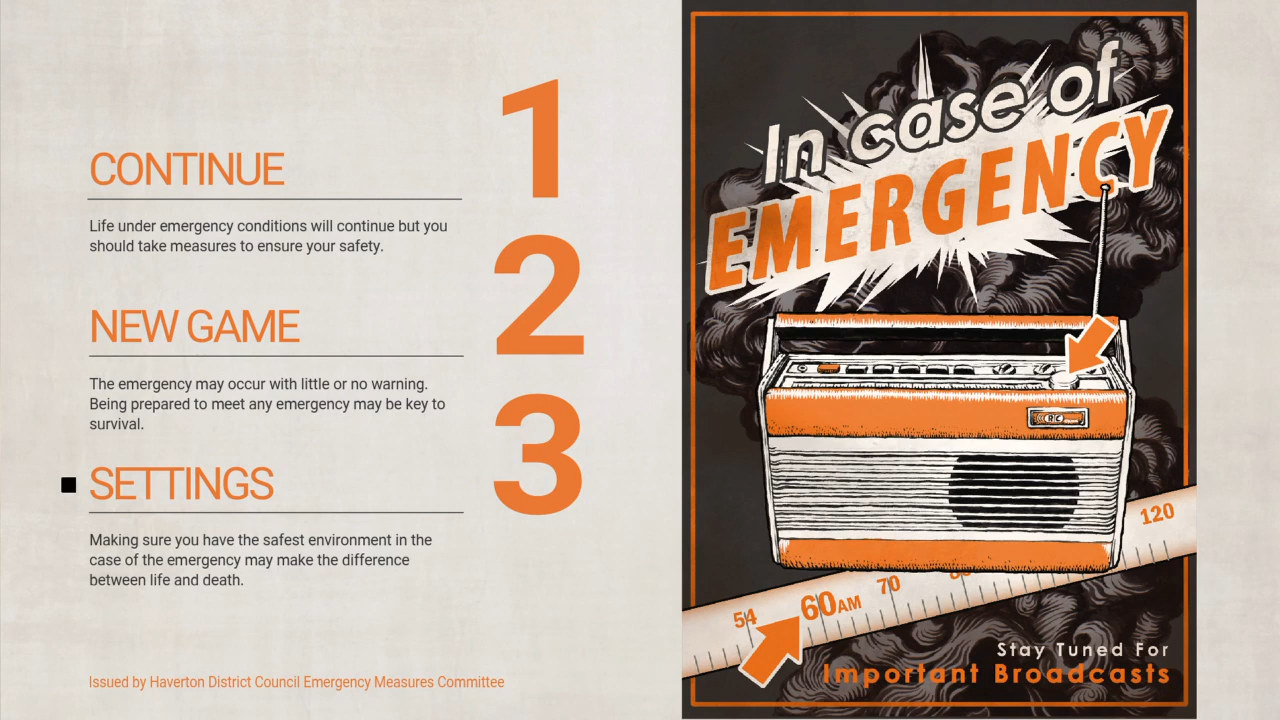 CONTINUE
1
Life under emergency conditions will continue but you
should take measures to ensure your safety.
NEW GAME
2
The emergency may occur with little or no warning.
Being prepared to meet any emergency may be key to
survival.
SETTINGS
3
Making sure you have the safest environment in the
case of the emergency may make the difference
between life and death.
Issued by Haverton District Council Emergency Measures Committee
In case of
EMERGENCY
120
70
60AM
54
Stay Tuned For
Important Broadcasts